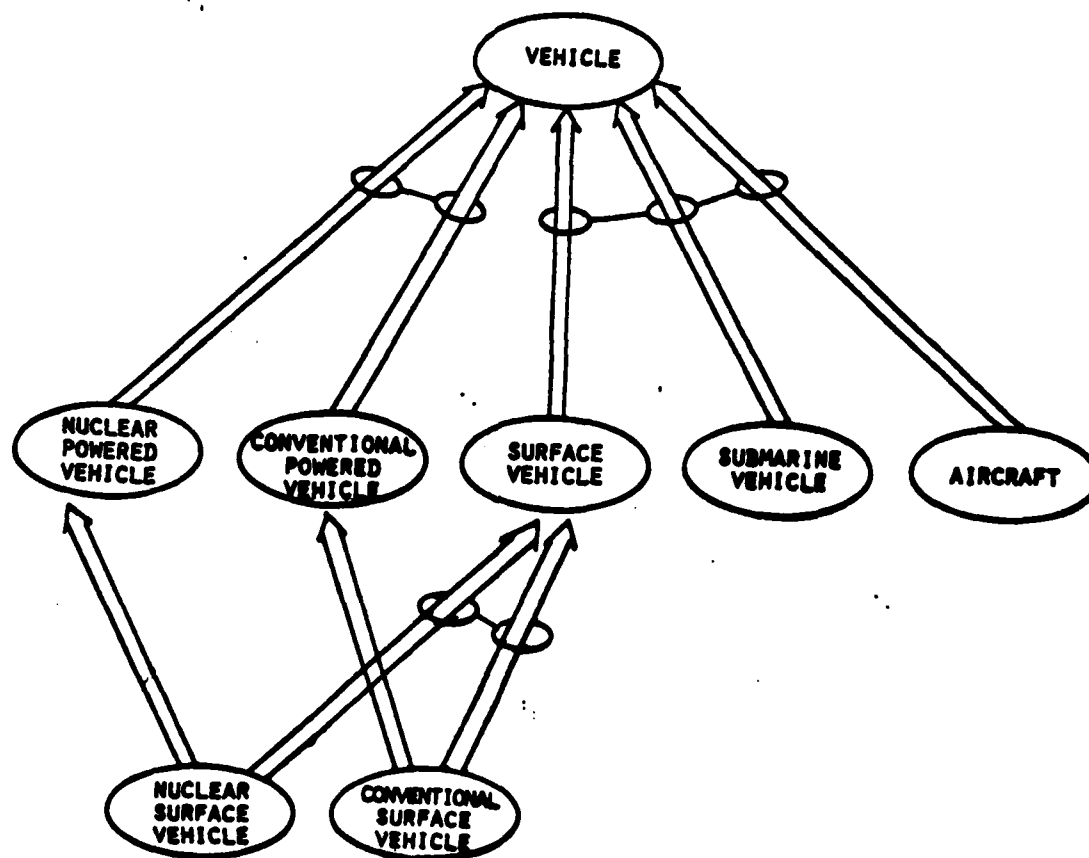 VEHICLE
NUCLEAR
POWERED
VEHICLE
CONVENTIONAL
POWERED
VEHICLE
SURFACE
VEHICLE
SUBMARINE
VEHICLE
AIRCRAFT
NUCLEAR
SURFACE
VEHICLE
CONVENTIONAL
SURFACE
VEHICLE